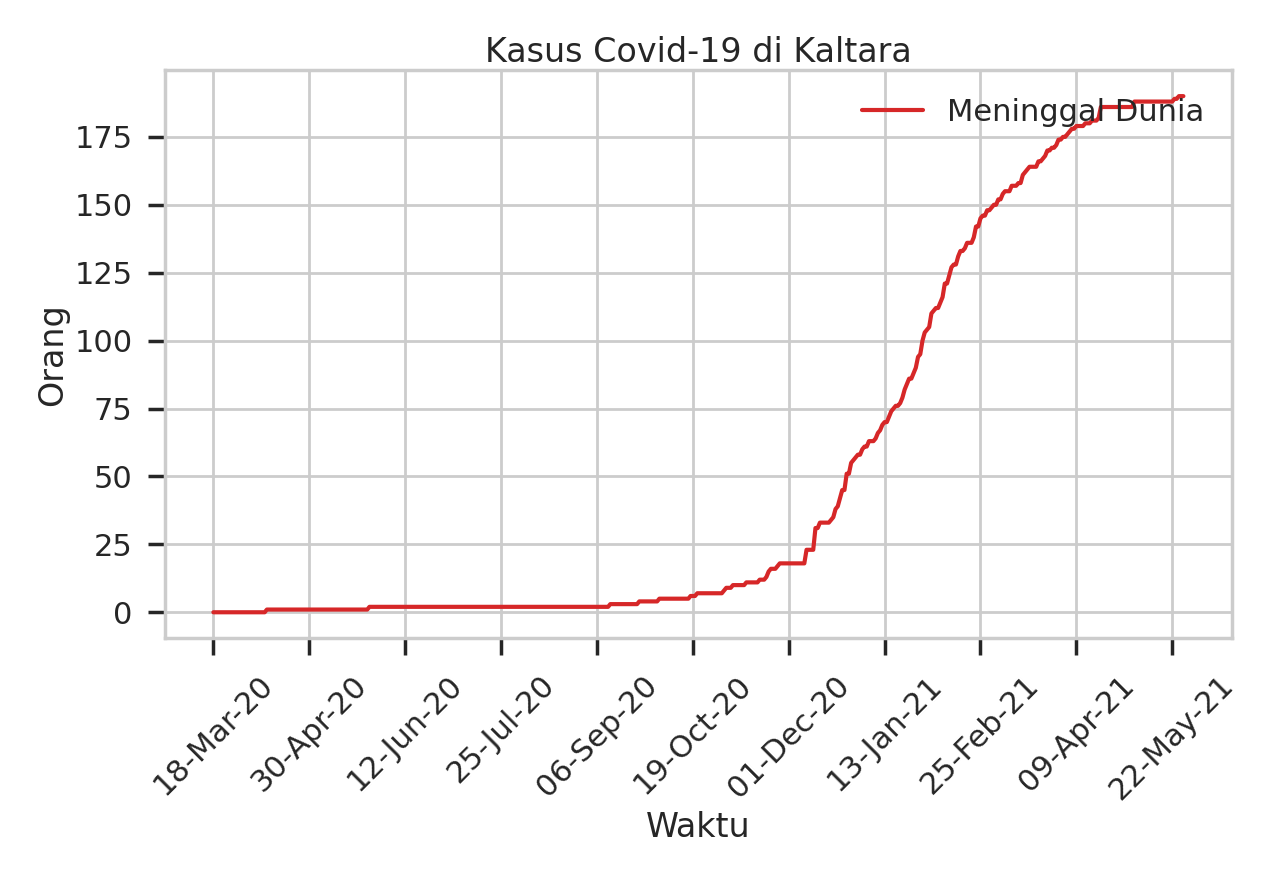 Kasus Covid-19 di Kaltara
Meninggal Dunia
Orang
175
150
125
100
75
50
25
0
18-Mar-20
30-Apr-20
12-Jun-20
25-Jul-20
06-Sep-20
19-Oct-20
01-Dec-20
13-Jan-21
25-Feb-21
09-Apr-21
22-May-21
Waktu